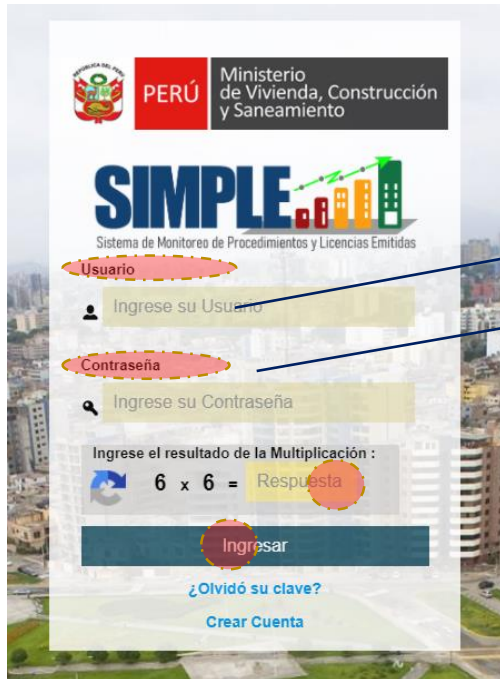 REPÚBLICA DEL PERÚ
PERÚ
Ministerio
de Vivienda, Construcción
y Saneamiento
SIMPLE
Sistema de Monitoreo de Procedimientos y Licencias Emitidas
Usuario
Ingrese su Usuario
Contraseña
Ingrese su Contraseña
Ingrese el resultado de la Multiplicación :
6 x 6 = Respuesta
Ingresar
¿Olvidó su clave?
Crear Cuenta